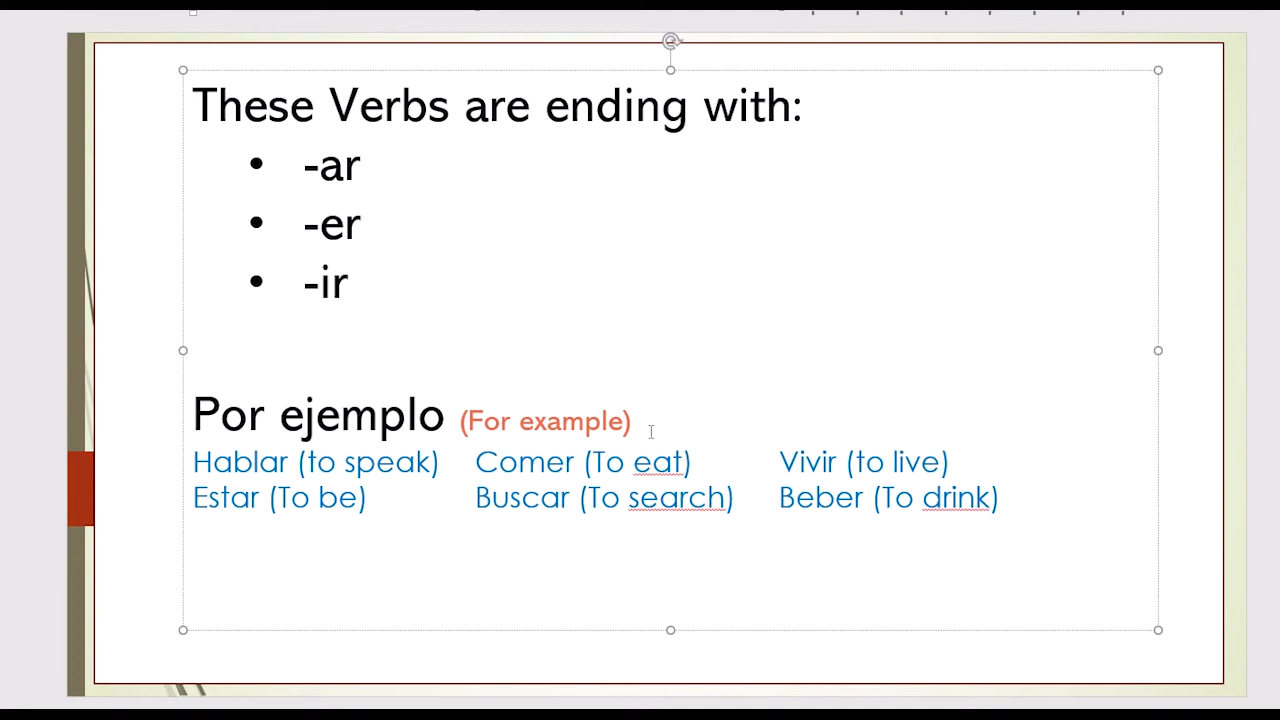 These Verbs are ending with:
• -ar
• -er
• -ir
Por ejemplo (For example)
Hablar (to speak) Comer (To eat) Vivir (to live)
Estar (To be) Buscar (To search) Beber (To drink)